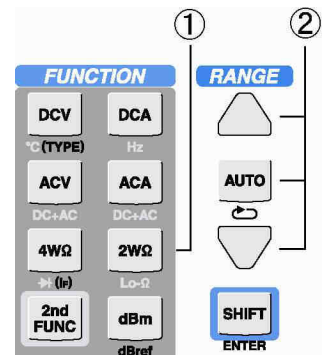 ① ②
FUNCTION RANGE
DCV DCA
°C (TYPE) Hz
ACV ACA AUTO
DC+AC DC+AC
4WΩ 2WΩ
(IF) Lo-Ω
2nd FUNC dBm SHIFT
dBref ENTER